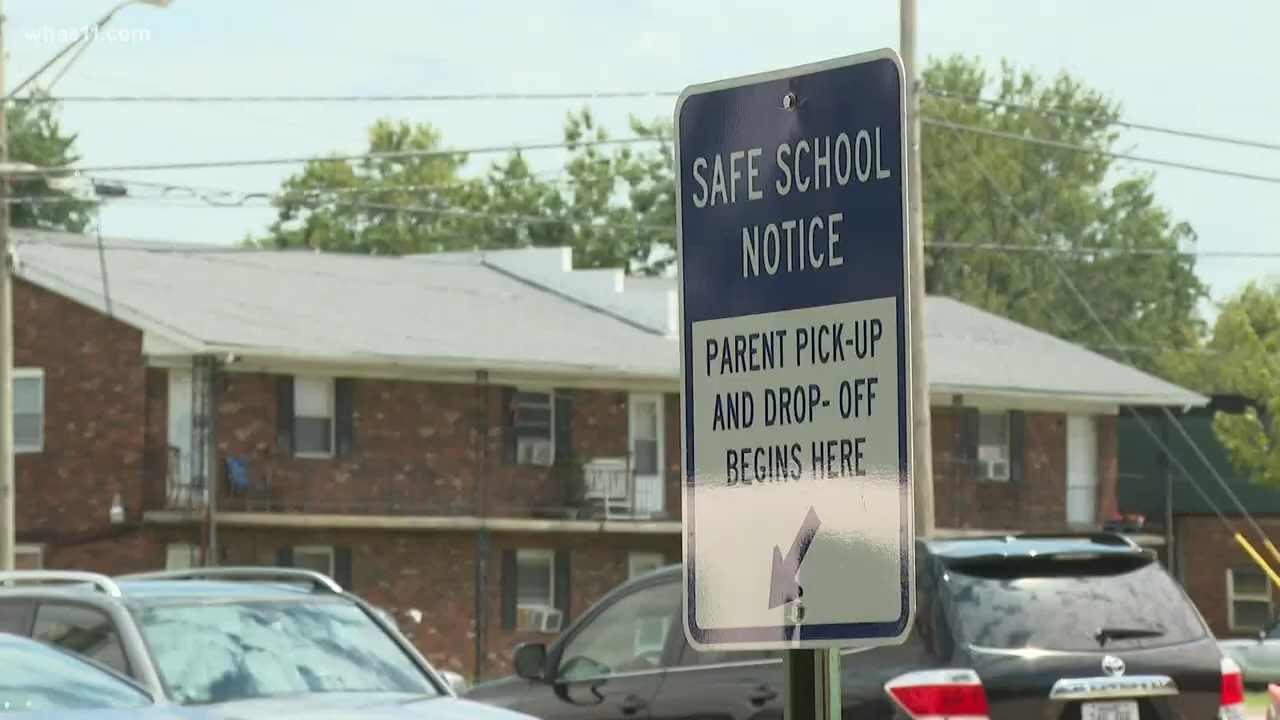 whas11.com
SAFE SCHOOL
NOTICE
PARENT PICK-UP
AND DROP- OFF
BEGINS HERE